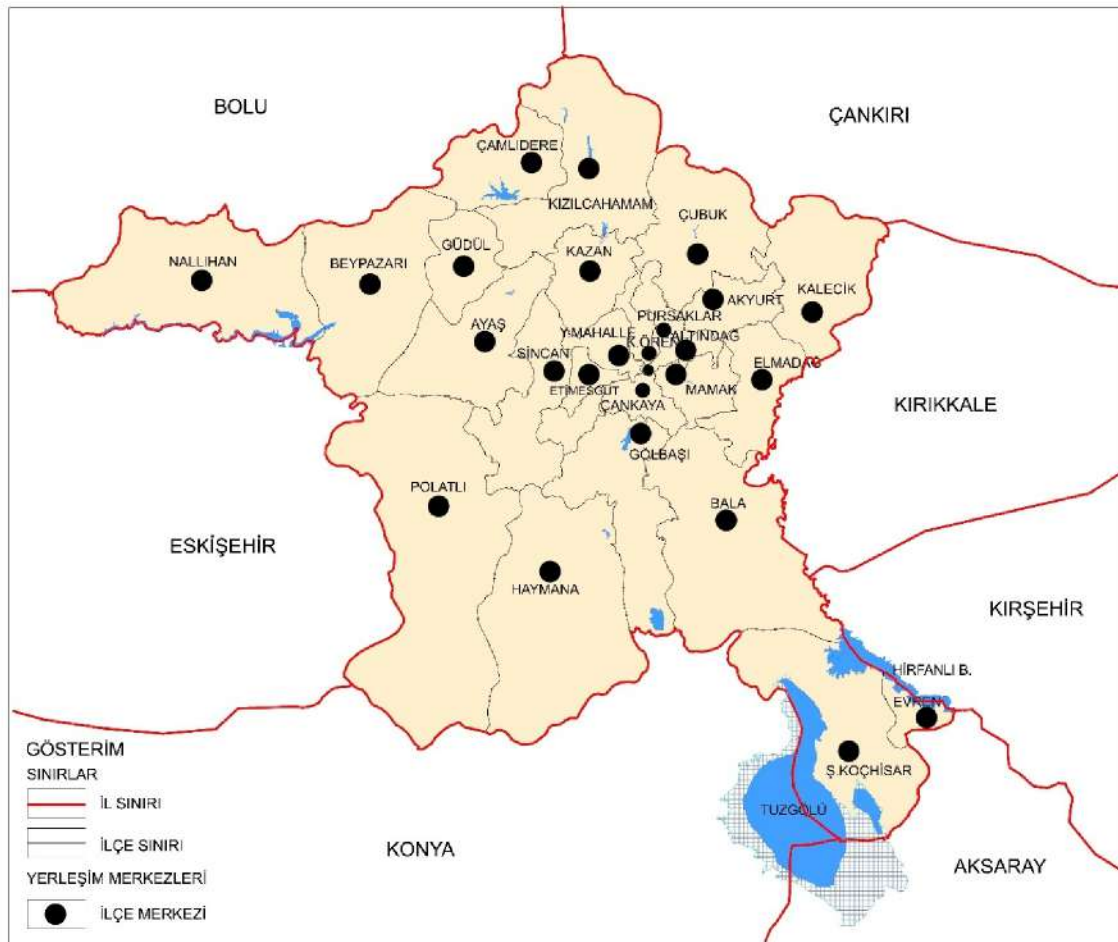 BOLU
ÇANKIRI
ÇAMLIDERE
KIZILCAHAMAM
ÇUBUK
GÜDÜL
KAZAN
NALLIHAN
BEYPAZARI
KALECİK
AKYURT
PURSAKLAR
AYAŞ
Y.MAHALLE
K.ÖREN
ALTINDAĞ
SİNCAN
ELMADAĞ
ETİMESGUT
MAMAK
ÇANKAYA
KIRIKKALE
GÖLBAŞI
POLATLI
BALA
ESKİŞEHİR
HAYMANA
KIRŞEHİR
HİRFANLI B.
EVREN
Ş.KOÇHİSAR
TUZGÖLÜ
KONYA
AKSARAY
GÖSTERİM
SINIRLAR
İL SINIRI
İLÇE SINIRI
YERLEŞİM MERKEZLERİ
İLÇE MERKEZİ